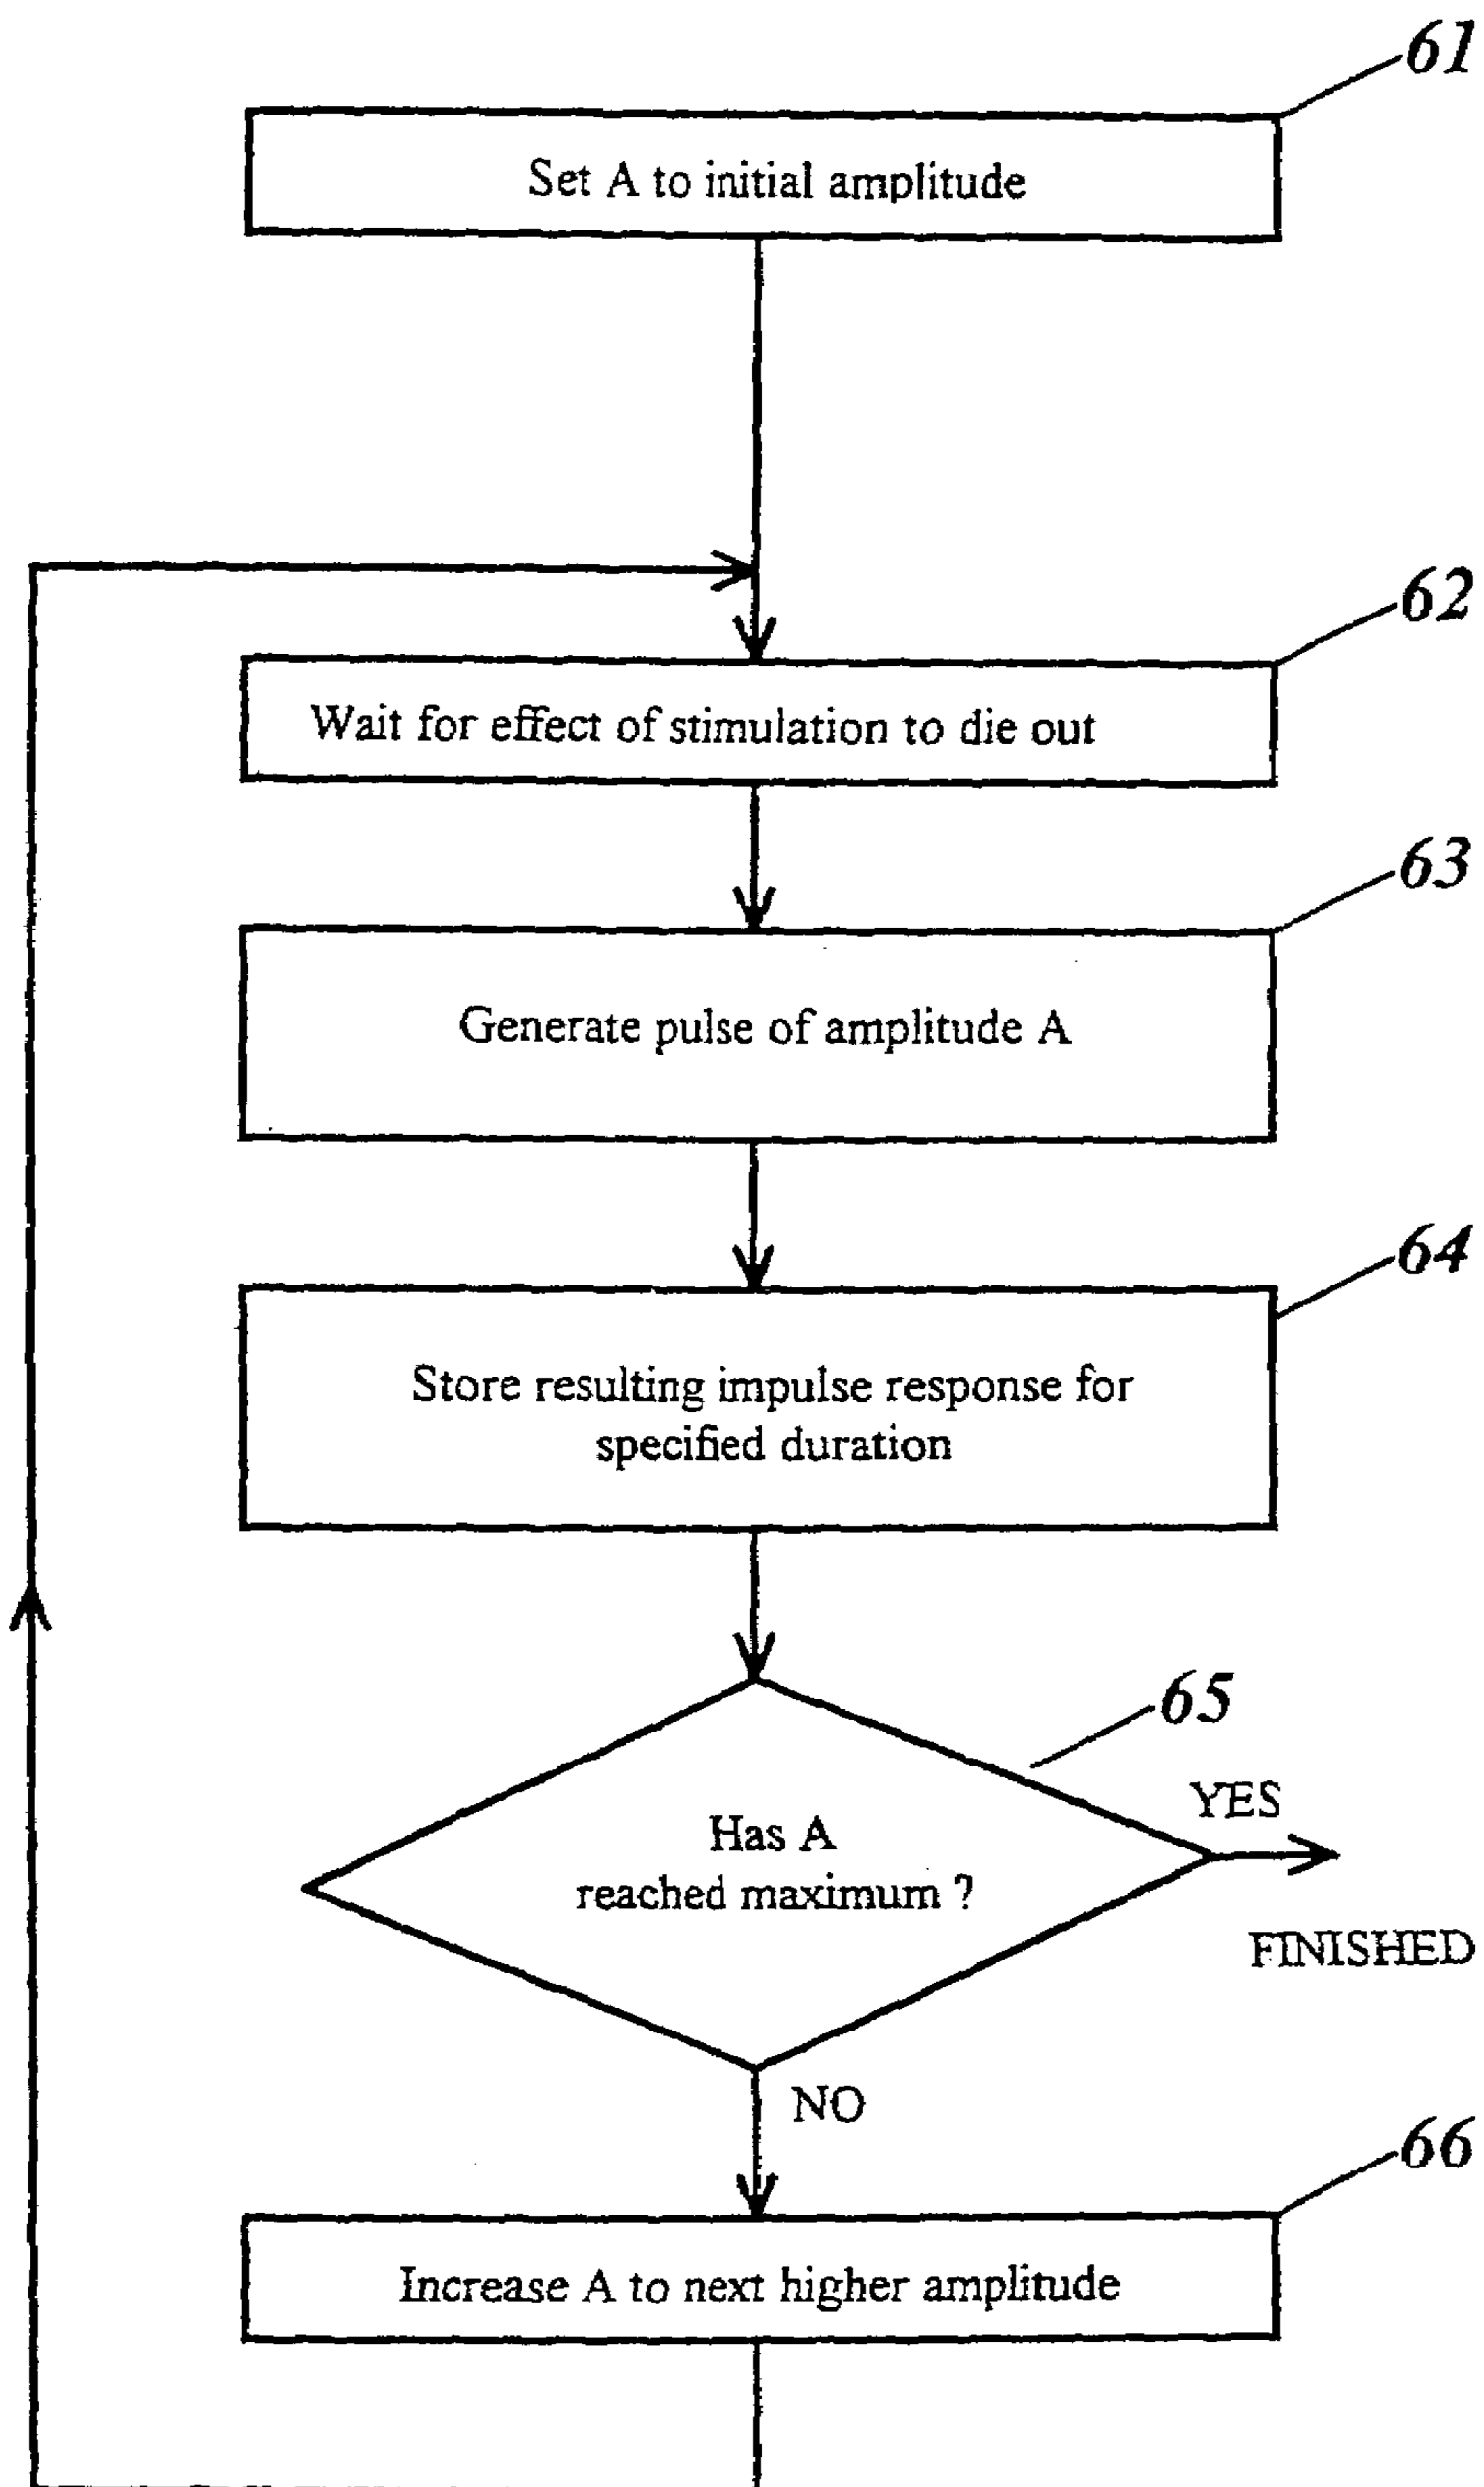 61
Set A to initial amplitude
62
Wait for effect of stimulation to die out
63
Generate pulse of amplitude A
64
Store resulting impulse response for
specified duration
65
Has A
reached maximum ?
YES
FINISHED
NO
66
Increase A to next higher amplitude